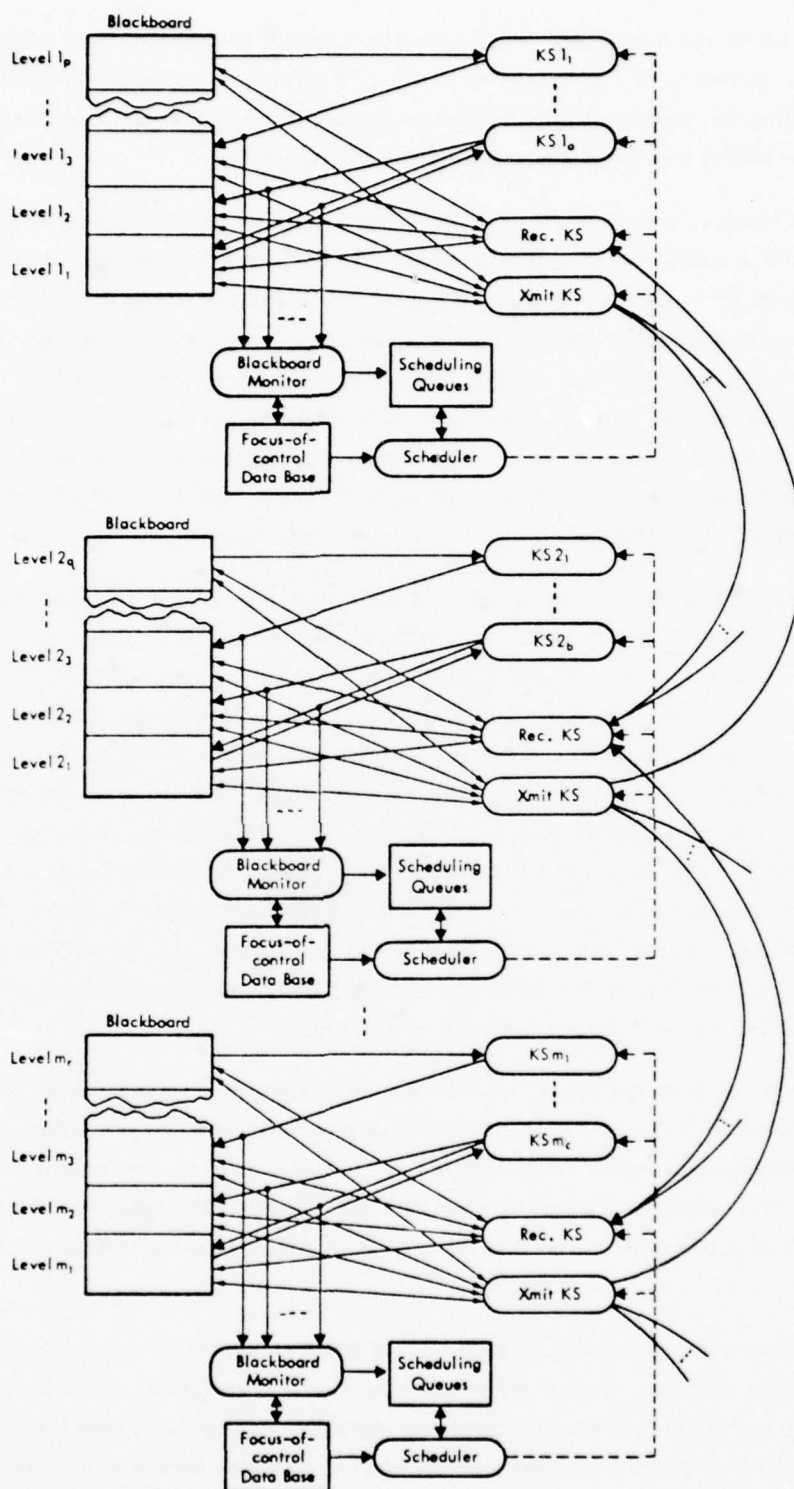 Blackboard
Level 1p
KS 1₁
Level 1₃
KS 1ₐ
Level 1₂
Rec. KS
Level 1₁
Xmit KS
Blackboard
Monitor
Scheduling
Queues
Focus-of-
control
Data Base
Scheduler
Blackboard
Level 2q
KS 2₁
KS 2b
Level 2₃
Level 2₂
Rec. KS
Level 2₁
Xmit KS
Blackboard
Monitor
Scheduling
Queues
Focus-of-
control
Data Base
Scheduler
Blackboard
Level mᵣ
KS m₁
KS mc
Level m₃
Level m₂
Rec. KS
Level m₁
Xmit KS
Blackboard
Monitor
Scheduling
Queues
Focus-of-
control
Data Base
Scheduler